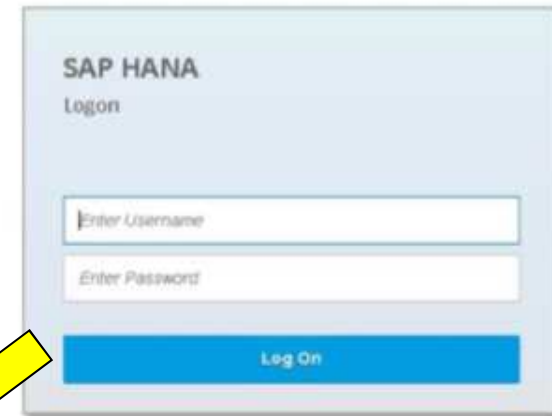 SAP HANA
Logon
Enter Username
Enter Password
Log On